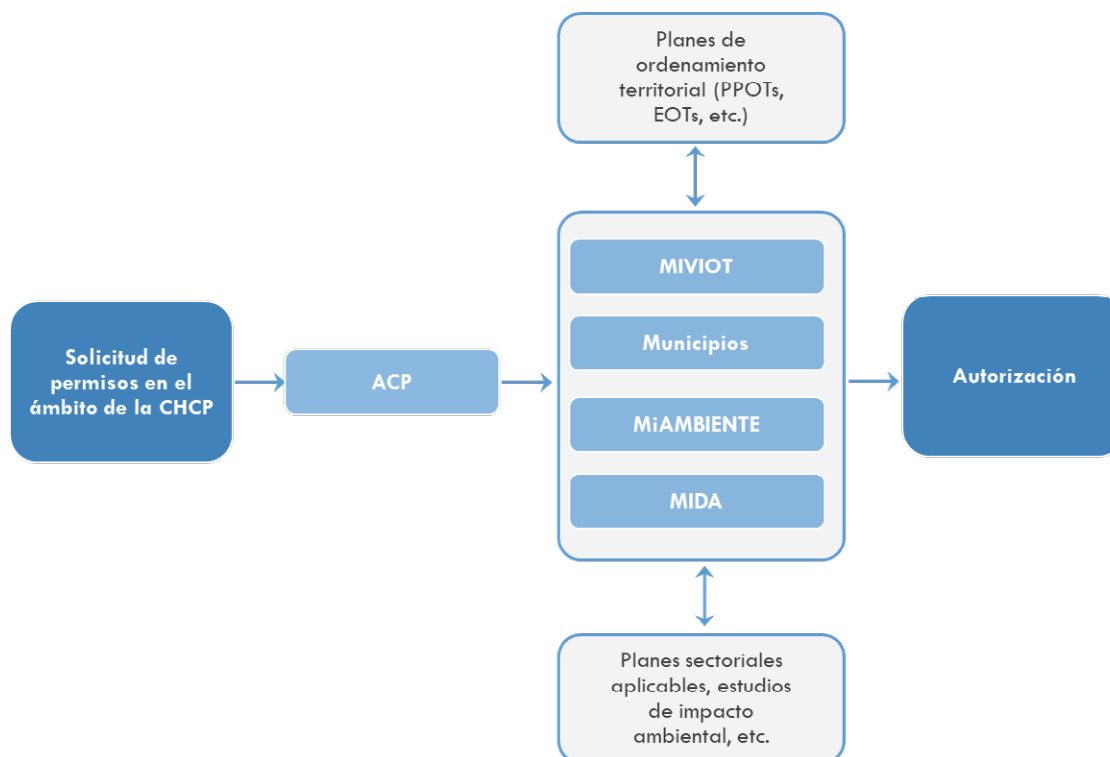 Planes de
ordenamiento
territorial (PPOTs,
EOTs, etc.)
MIVIOT
Municipios
MiAMBIENTE
MIDA
Solicitud de
permisos en el
ámbito de la CHCP
ACP
Autorización
Planes sectoriales
aplicables, estudios
de impacto
ambiental, etc.